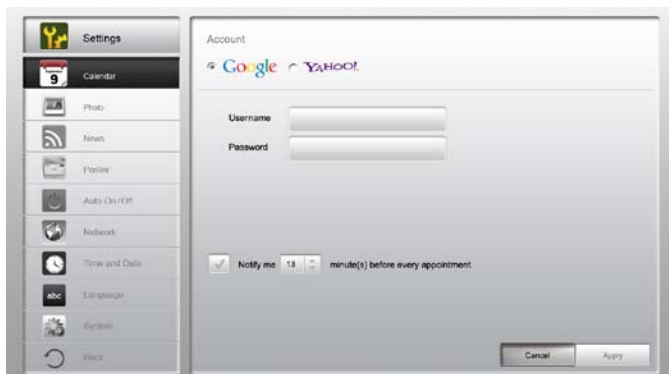 Settings
Calendar
Photo
News
Poster
Auto On/Off
Network
Time and Date
abc Language
System
Back
9
Account
Google YAHOO!
Username
Password
Notify me 13 minute(s) before every appointment.
Cancel Apply